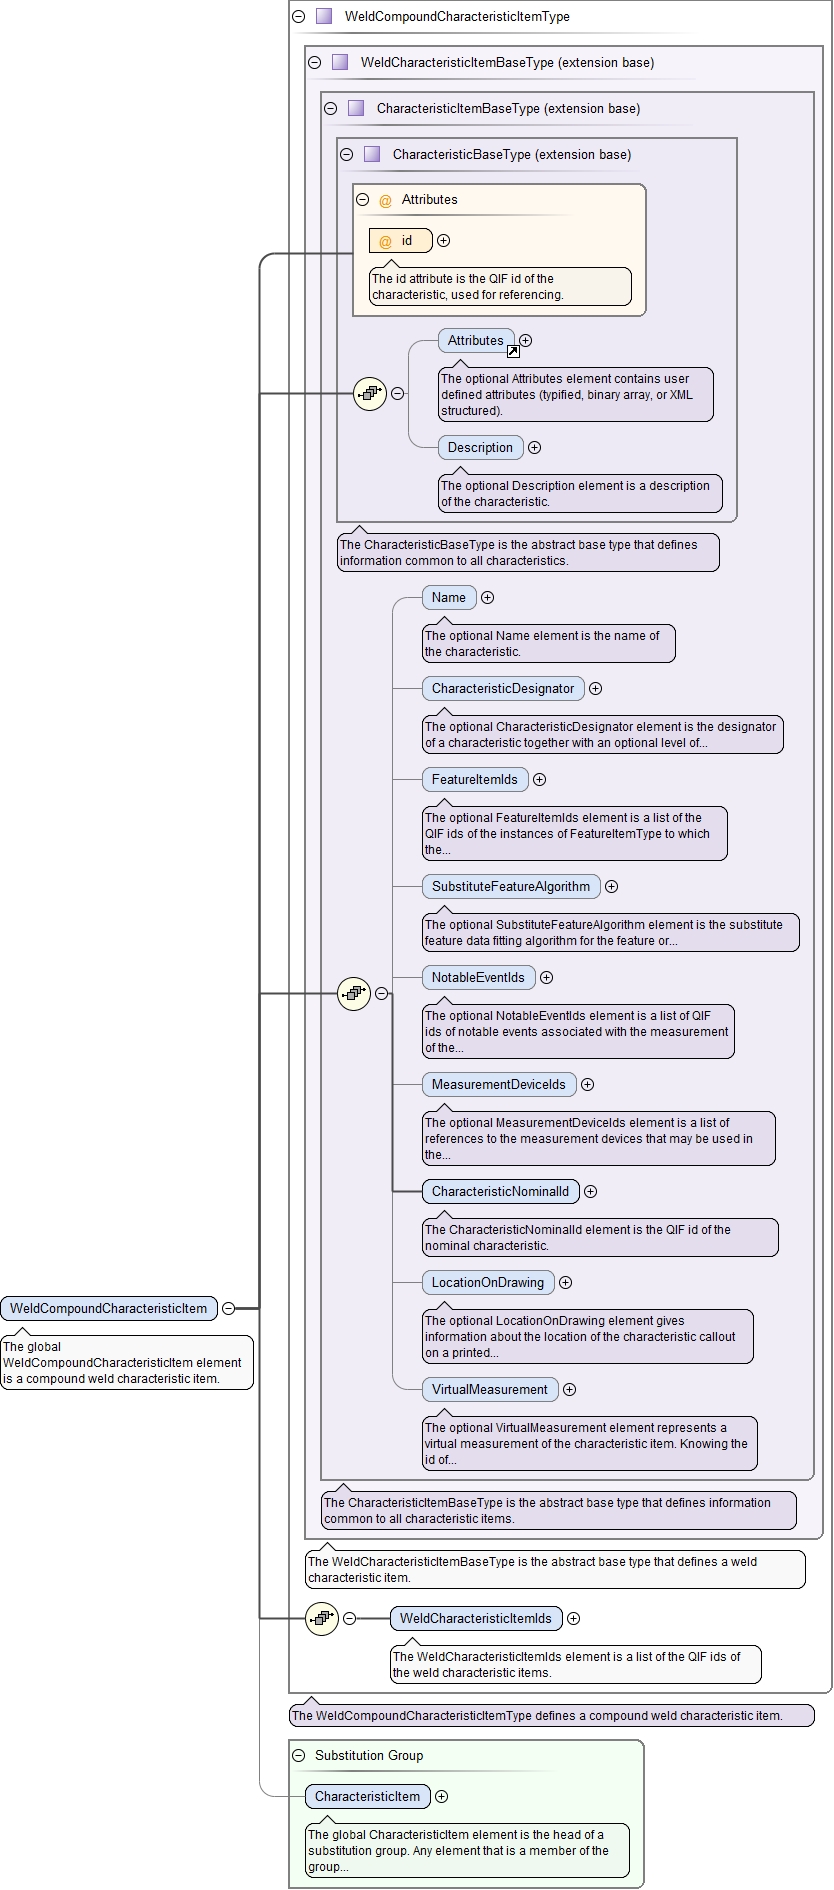 WeldCompoundCharacteristicItemType
WeldCharacteristicItemBaseType (extension base)
CharacteristicItemBaseType (extension base)
CharacteristicBaseType (extension base)
@ Attributes
@ id
The id attribute is the QIF id of the
characteristic, used for referencing.
Attributes
The optional Attributes element contains user
defined attributes (typified, binary array, or XML
structured).
Description
The optional Description element is a description
of the characteristic.
The CharacteristicBaseType is the abstract base type that defines
information common to all characteristics.
Name
The optional Name element is the name of
the characteristic.
CharacteristicDesignator
The optional CharacteristicDesignator element is the designator
of a characteristic together with an optional level of...
FeatureItemIds
The optional FeatureItemIds element is a list of the
QIF ids of the instances of FeatureItemType to which
the...
SubstituteFeatureAlgorithm
The optional SubstituteFeatureAlgorithm element is the substitute
feature data fitting algorithm for the feature or...
NotableEventIds
The optional NotableEventIds element is a list of QIF
ids of notable events associated with the measurement
of the...
MeasurementDeviceIds
The optional MeasurementDeviceIds element is a list of
references to the measurement devices that may be used in
the...
CharacteristicNominalId
The CharacteristicNominalId element is the QIF id of the
nominal characteristic.
LocationOnDrawing
The optional LocationOnDrawing element gives
information about the location of the characteristic callout
on a printed...
VirtualMeasurement
The optional VirtualMeasurement element represents a
virtual measurement of the characteristic item. Knowing the
id of...
The CharacteristicItemBaseType is the abstract base type that defines information
common to all characteristic items.
The WeldCharacteristicItemBaseType is the abstract base type that defines a weld
characteristic item.
WeldCompoundCharacteristicItem
The global
WeldCompoundCharacteristicItem element
is a compound weld characteristic item.
WeldCharacteristicItemIds
The WeldCharacteristicItemIds element is a list of the QIF ids of
the weld characteristic items.
The WeldCompoundCharacteristicItemType defines a compound weld characteristic item.
Substitution Group
CharacteristicItem
The global CharacteristicItem element is the head of a
substitution group. Any element that is a member of the
group...